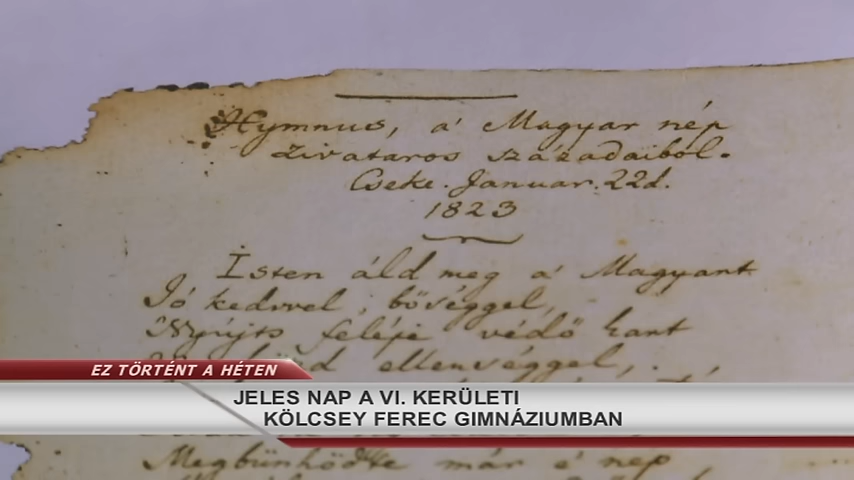 Hymnus, a' Magyar nép
zivataros századaiból.
Cseke. Januar. 22d.
1823
Isten áld meg a' Magyart
Jó kedvvel, bőséggel,
Nyújts feléje védő kart
ellenséggel,
EZ TÖRTÉNT A HÉTEN
JELES NAP A VI. KERÜLETI
KÖLCSEY FEREC GIMNÁZIUMBAN
Megbűnhődte már e' nép